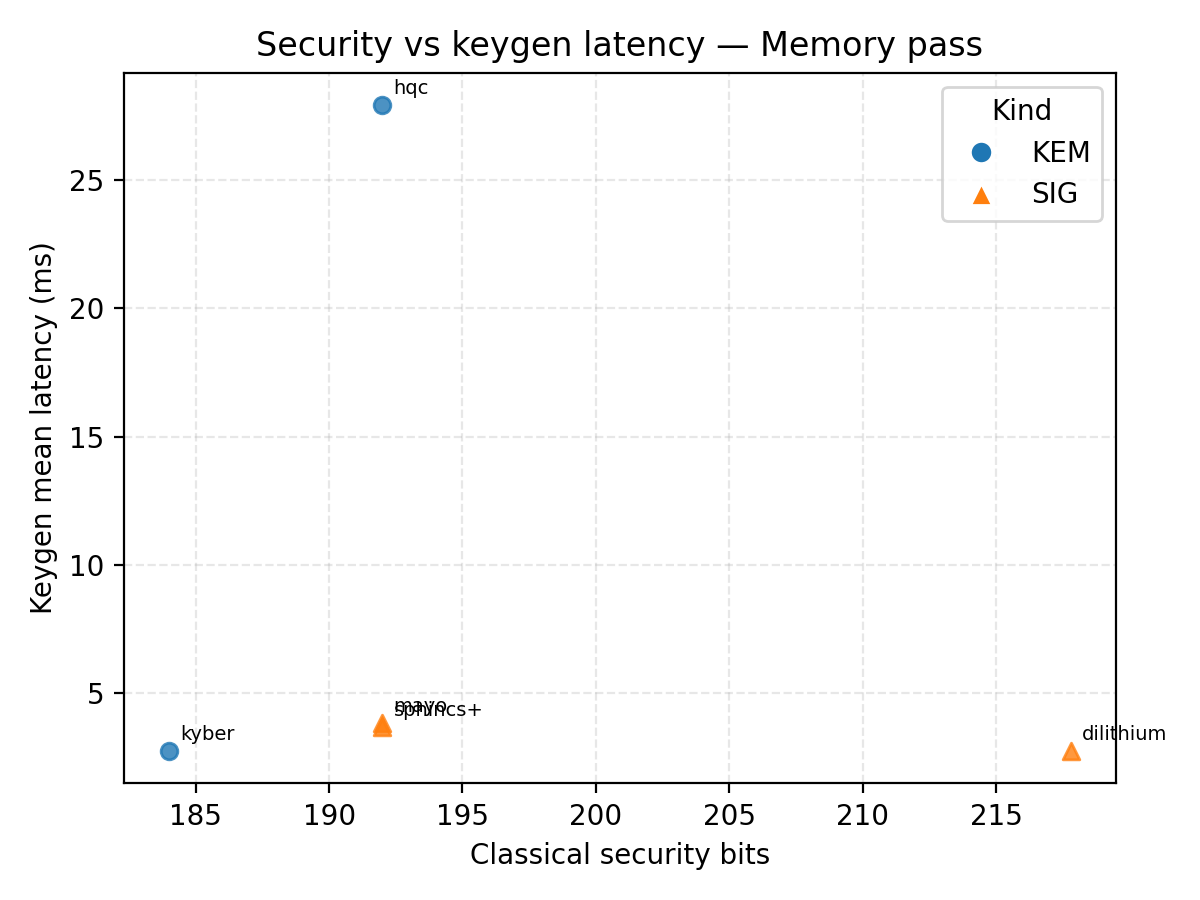 Security vs keygen latency — Memory pass
hqc
Kind
KEM
SIG
25
20
15
10
5
Keygen mean latency (ms)
mayo
sphincs+
kyber
dilithium
185 190 195 200 205 210 215
Classical security bits